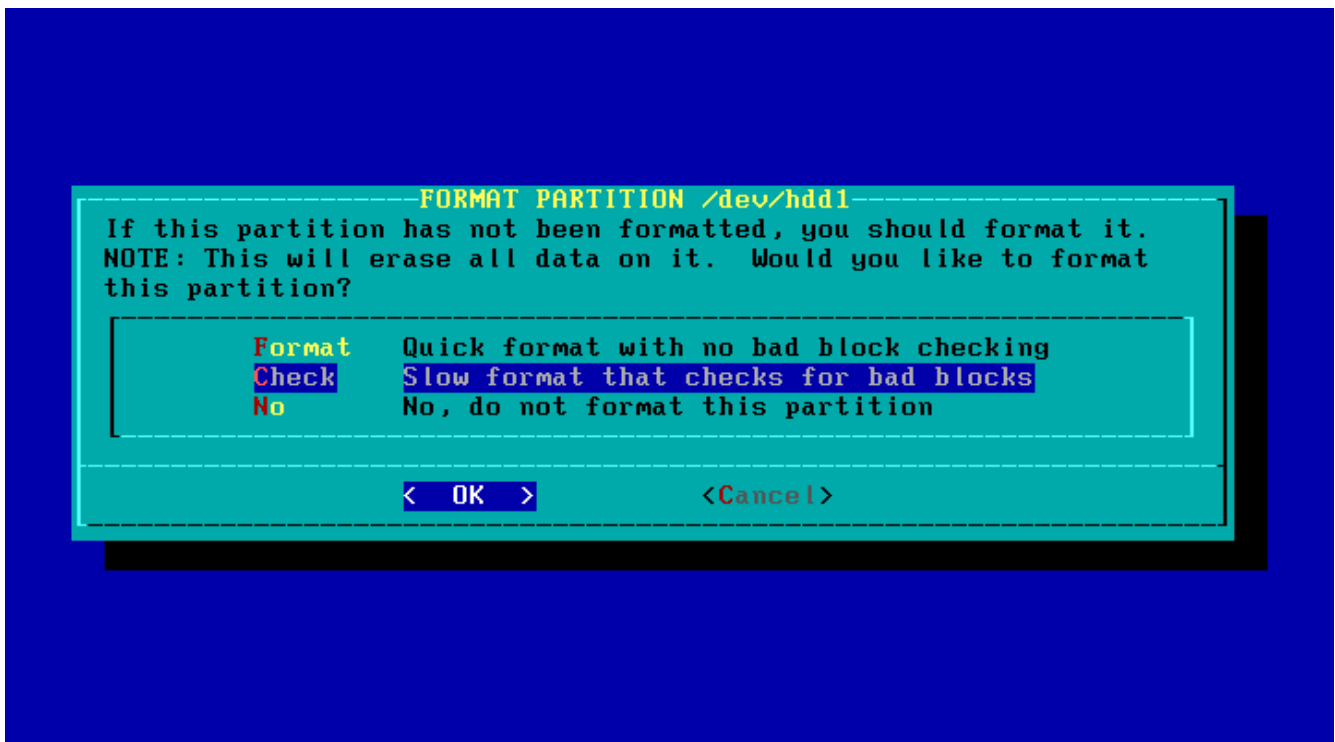 FORMAT PARTITION /dev/hdd1
If this partition has not been formatted, you should format it.
NOTE: This will erase all data on it.  Would you like to format
this partition?
Format   Quick format with no bad block checking
Check    Slow format that checks for bad blocks
No       No, do not format this partition
<  OK  >          <Cancel>